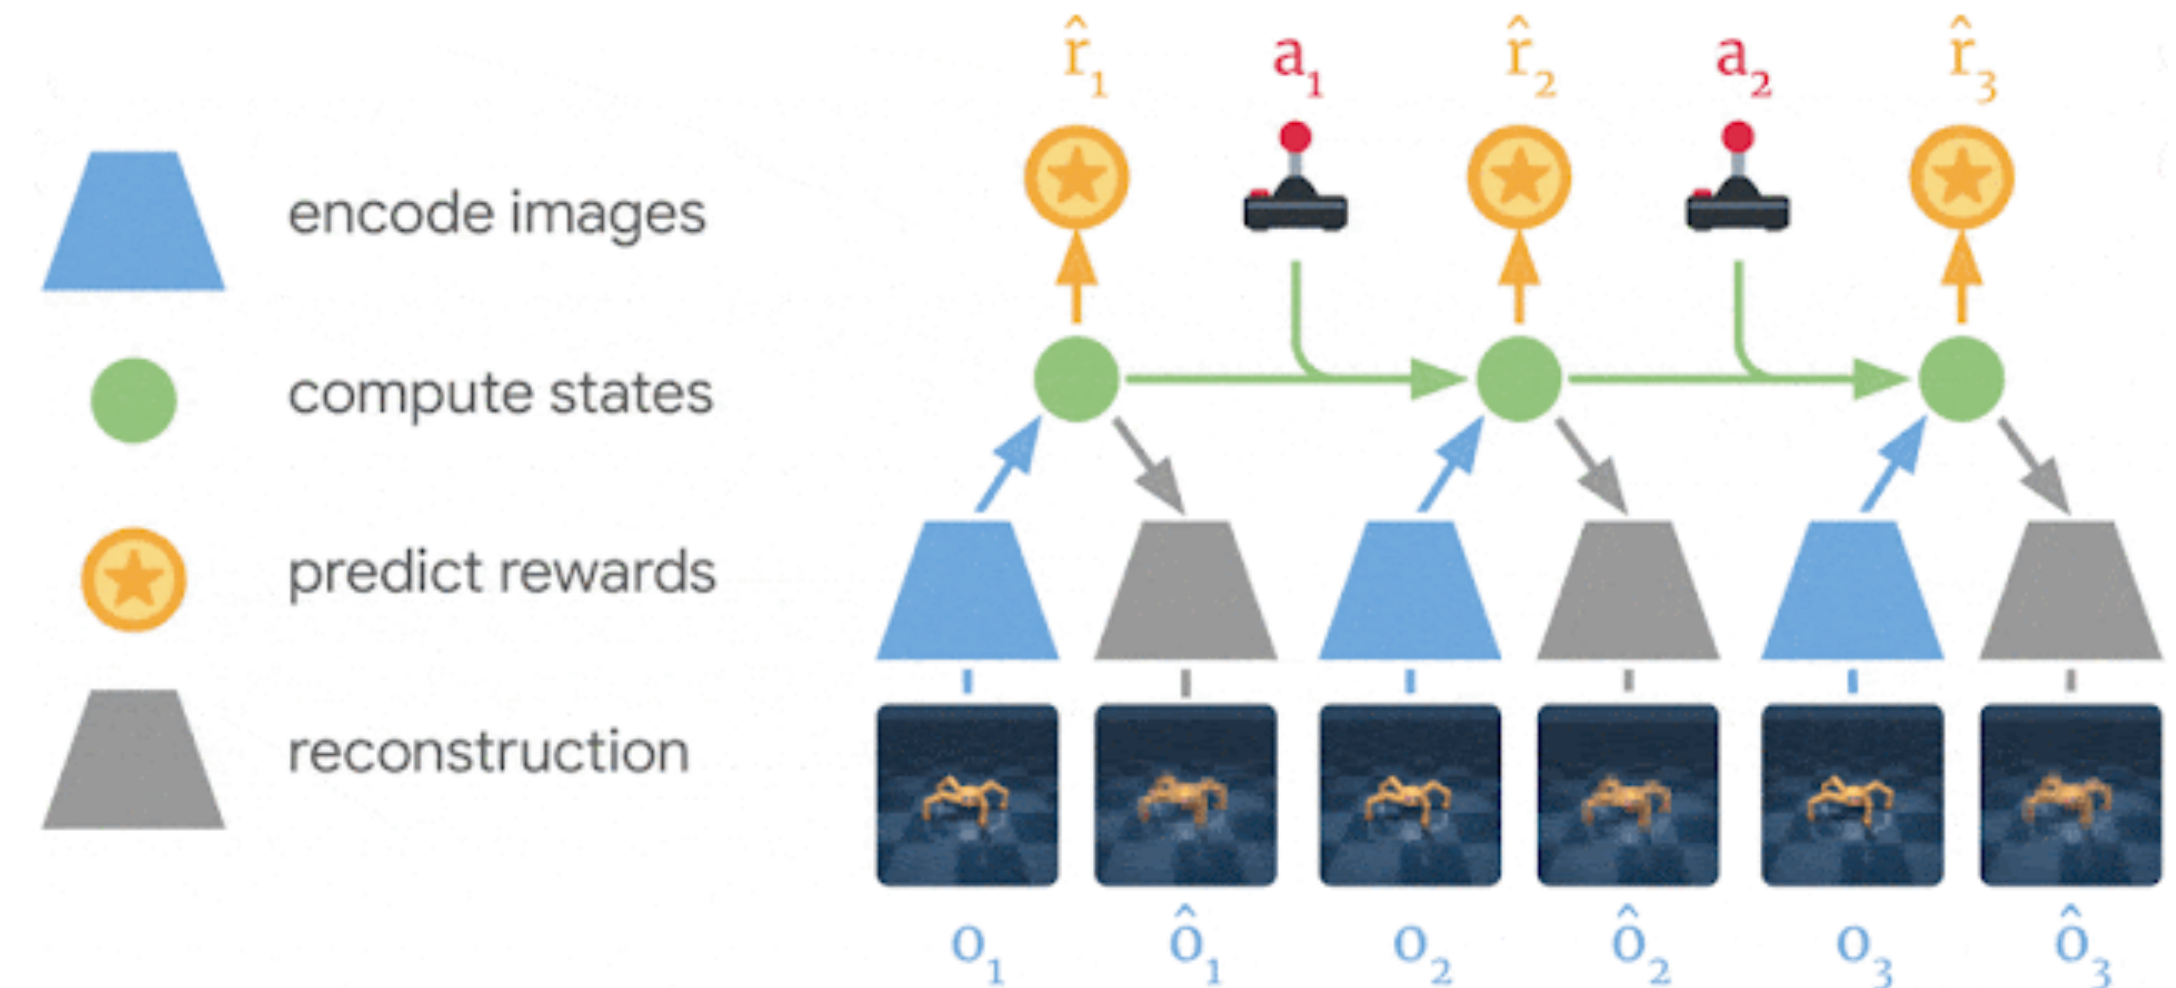 r̂₁ a₁ r̂₂ a₂ r̂₃
encode images
compute states
predict rewards
reconstruction
o₁ ô₁ o₂ ô₂ o₃ ô₃